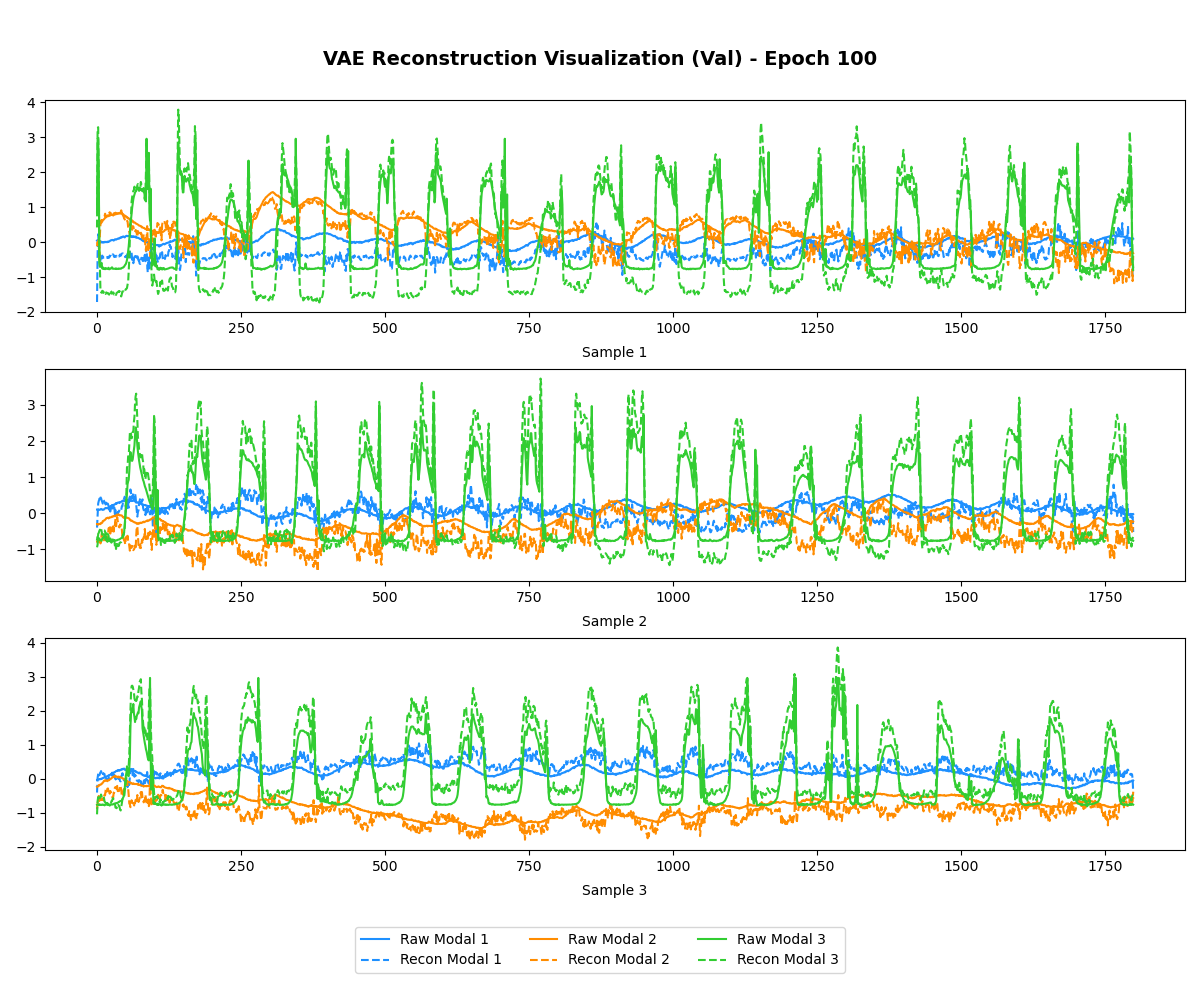 VAE Reconstruction Visualization (Val) - Epoch 100
4
3
2
1
0
−1
−2
0 250 500 750 1000 1250 1500 1750
Sample 1
3
2
1
0
−1
0 250 500 750 1000 1250 1500 1750
Sample 2
4
3
2
1
0
−1
−2
0 250 500 750 1000 1250 1500 1750
Sample 3
Raw Modal 1 Raw Modal 2 Raw Modal 3
Recon Modal 1 Recon Modal 2 Recon Modal 3